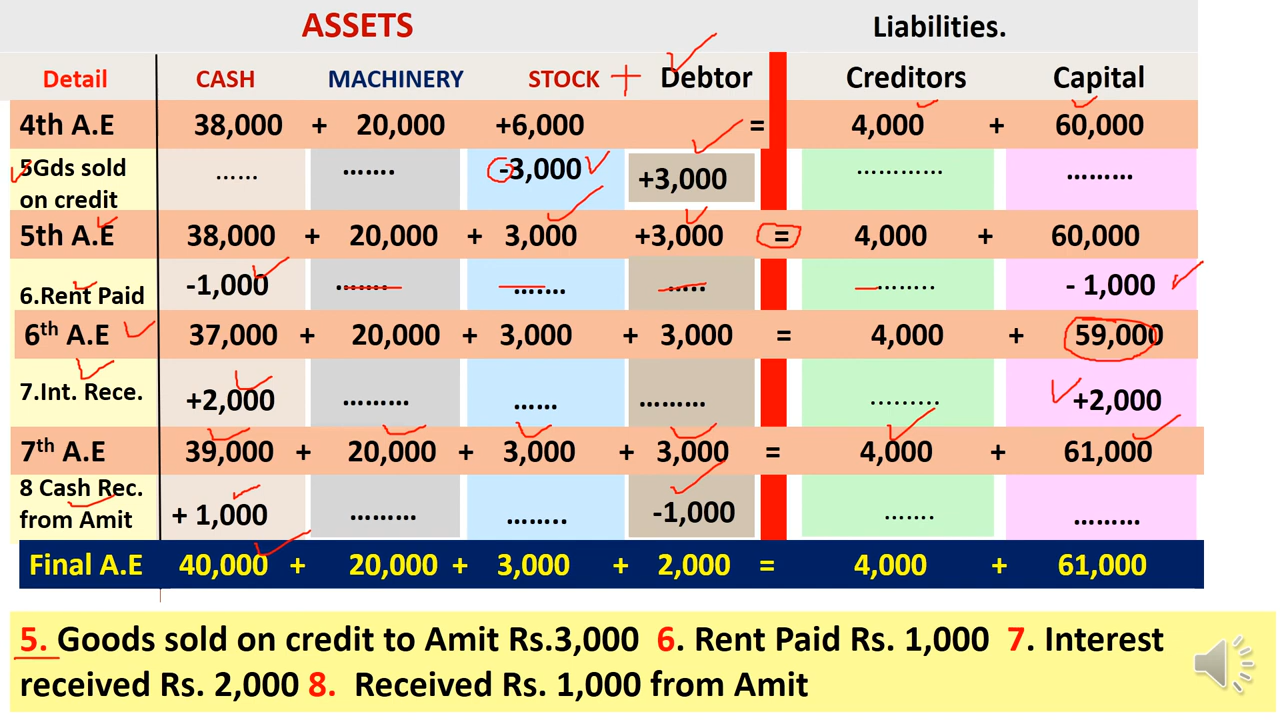 ASSETS Liabilities.
Detail CASH MACHINERY STOCK + Debtor Creditors Capital
4th A.E 38,000 + 20,000 +6,000 = 4,000 + 60,000
5Gds sold on credit ...... ....... -3,000 +3,000 ............ .........
5th A.E 38,000 + 20,000 + 3,000 +3,000 = 4,000 + 60,000
6.Rent Paid -1,000 ....... ....... ..... ........ - 1,000
6th A.E 37,000 + 20,000 + 3,000 + 3,000 = 4,000 + 59,000
7.Int. Rece. +2,000 ......... ...... ......... ......... +2,000
7th A.E 39,000 + 20,000 + 3,000 + 3,000 = 4,000 + 61,000
8 Cash Rec. from Amit + 1,000 ......... ........ -1,000 ....... .........
Final A.E 40,000 + 20,000 + 3,000 + 2,000 = 4,000 + 61,000
5. Goods sold on credit to Amit Rs.3,000 6. Rent Paid Rs. 1,000 7. Interest
received Rs. 2,000 8. Received Rs. 1,000 from Amit